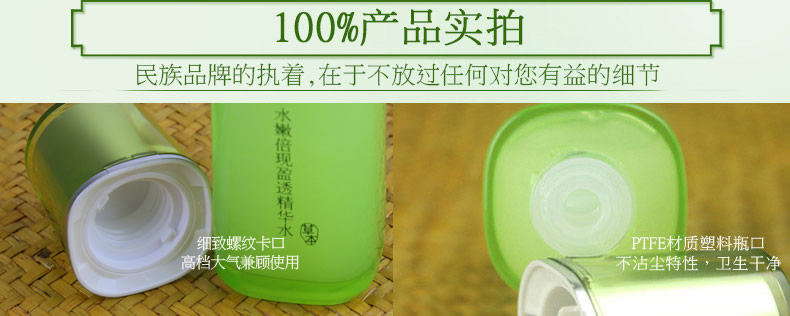 100%产品实拍
民族品牌的执着,在于不放过任何对您有益的细节
水嫩倍现盈透精华水
草本
细致螺纹卡口
高档大气兼顾使用
PTFE材质塑料瓶口
不沾尘特性，卫生干净